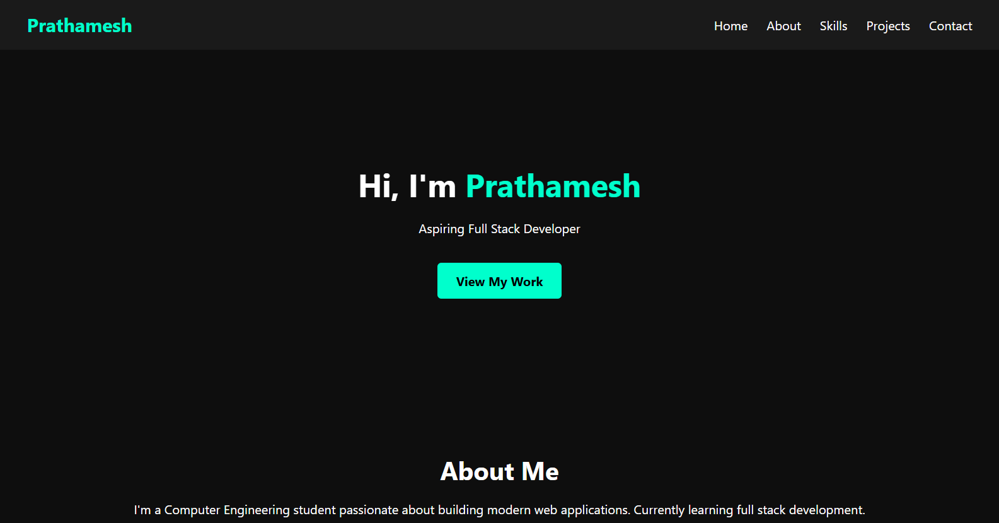 Prathamesh
Home About Skills Projects Contact
Hi, I'm Prathamesh
Aspiring Full Stack Developer
View My Work
About Me
I'm a Computer Engineering student passionate about building modern web applications. Currently learning full stack development.